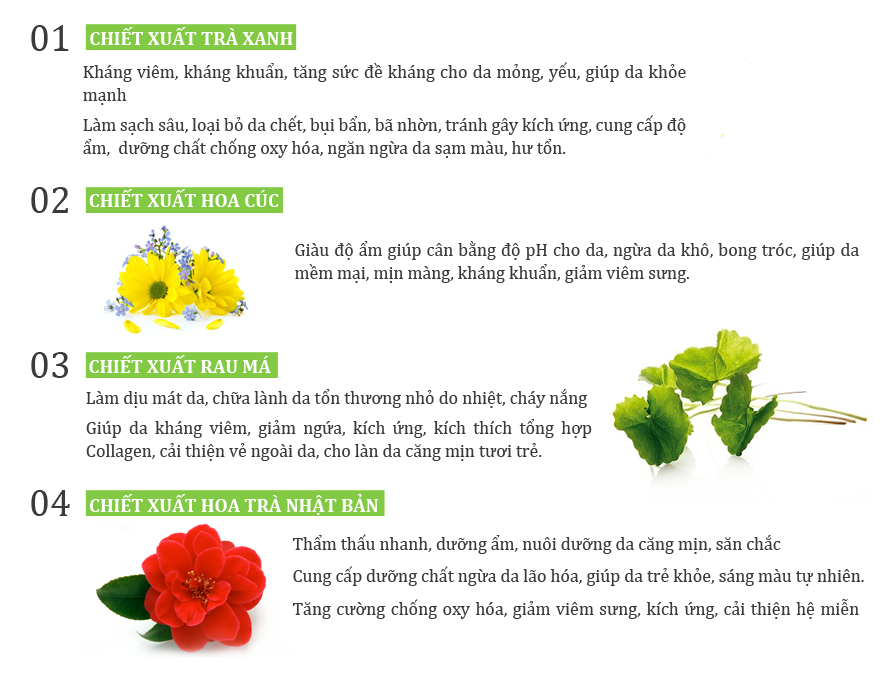 01 CHIẾT XUẤT TRÀ XANH
Kháng viêm, kháng khuẩn, tăng sức đề kháng cho da mỏng, yếu, giúp da khỏe
mạnh
Làm sạch sâu, loại bỏ da chết, bụi bẩn, bã nhờn, tránh gây kích ứng, cung cấp độ
ẩm, dưỡng chất chống oxy hóa, ngăn ngừa da sạm màu, hư tổn.
02 CHIẾT XUẤT HOA CÚC
Giàu độ ẩm giúp cân bằng độ pH cho da, ngừa da khô, bong tróc, giúp da
mềm mại, mịn màng, kháng khuẩn, giảm viêm sưng.
03 CHIẾT XUẤT RAU MÁ
Làm dịu mát da, chữa lành da tổn thương nhỏ do nhiệt, cháy nắng
Giúp da kháng viêm, giảm ngứa, kích ứng, kích thích tổng hợp
Collagen, cải thiện vẻ ngoài da, cho làn da căng mịn tươi trẻ.
04 CHIẾT XUẤT HOA TRÀ NHẬT BẢN
Thẩm thấu nhanh, dưỡng ẩm, nuôi dưỡng da căng mịn, săn chắc
Cung cấp dưỡng chất ngừa da lão hóa, giúp da trẻ khỏe, sáng màu tự nhiên.
Tăng cường chống oxy hóa, giảm viêm sưng, kích ứng, cải thiện hệ miễn